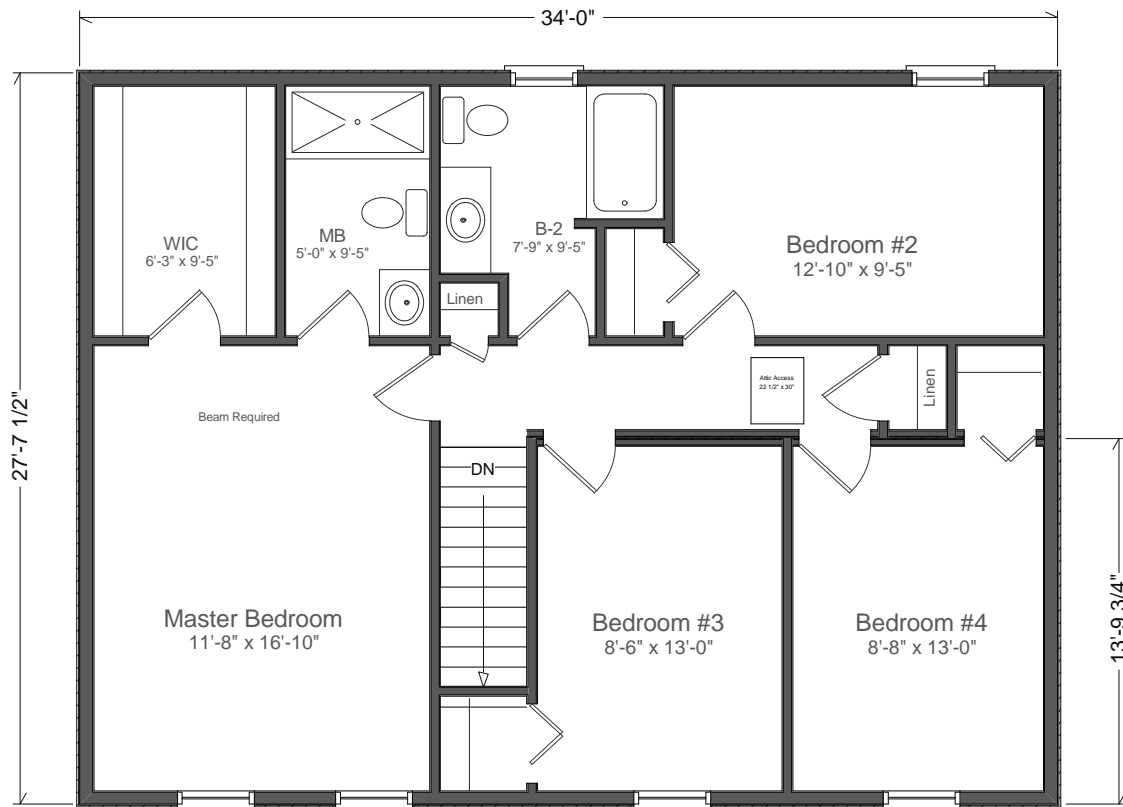 34'-0"
WIC
6'-3" x 9'-5"
MB
5'-0" x 9'-5"
B-2
7'-9" x 9'-5"
Bedroom #2
12'-10" x 9'-5"
Linen
Attic Access
22 1/2" x 30"
Linen
Beam Required
27'-7 1/2"
DN
Master Bedroom
11'-8" x 16'-10"
Bedroom #3
8'-6" x 13'-0"
Bedroom #4
8'-8" x 13'-0"
13'-9 3/4"